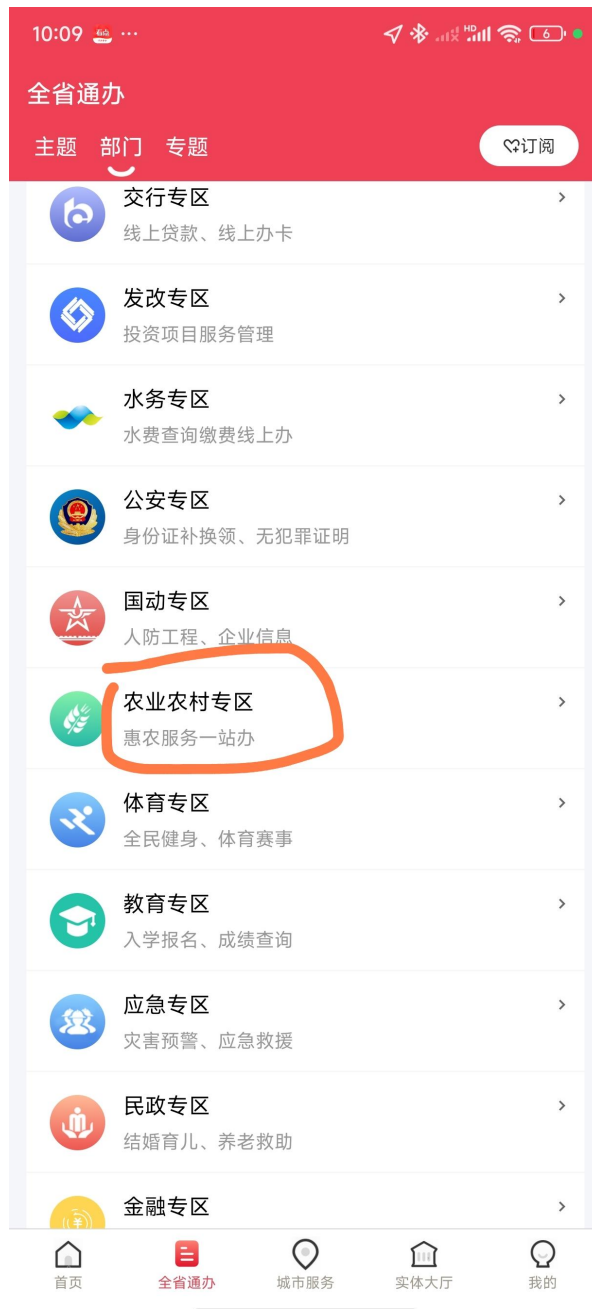 10:09
HD
6
全省通办
主题 部门 专题
订阅
交行专区
线上贷款、线上办卡
发改专区
投资项目服务管理
水务专区
水费查询缴费线上办
公安专区
身份证补换领、无犯罪证明
国动专区
人防工程、企业信息
农业农村专区
惠农服务一站办
体育专区
全民健身、体育赛事
教育专区
入学报名、成绩查询
应急专区
灾害预警、应急救援
民政专区
结婚育儿、养老救助
金融专区
首页 全省通办 城市服务 实体大厅 我的